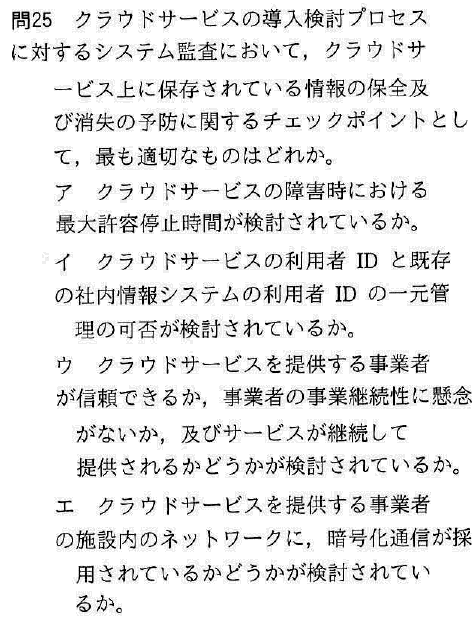 問25　クラウドサービスの導入検討プロセス
に対するシステム監査において，クラウドサ
ービス上に保存されている情報の保全及
び消失の予防に関するチェックポイントとし
て，最も適切なものはどれか。
ア　クラウドサービスの障害時における
最大許容停止時間が検討されているか。
イ　クラウドサービスの利用者 ID と既存
の社内情報システムの利用者 ID の一元管
理の可否が検討されているか。
ウ　クラウドサービスを提供する事業者
が信頼できるか，事業者の事業継続性に懸念
がないか，及びサービスが継続して
提供されるかどうかが検討されているか。
エ　クラウドサービスを提供する事業者
の施設内のネットワークに，暗号化通信が採
用されているかどうかが検討されてい
るか。